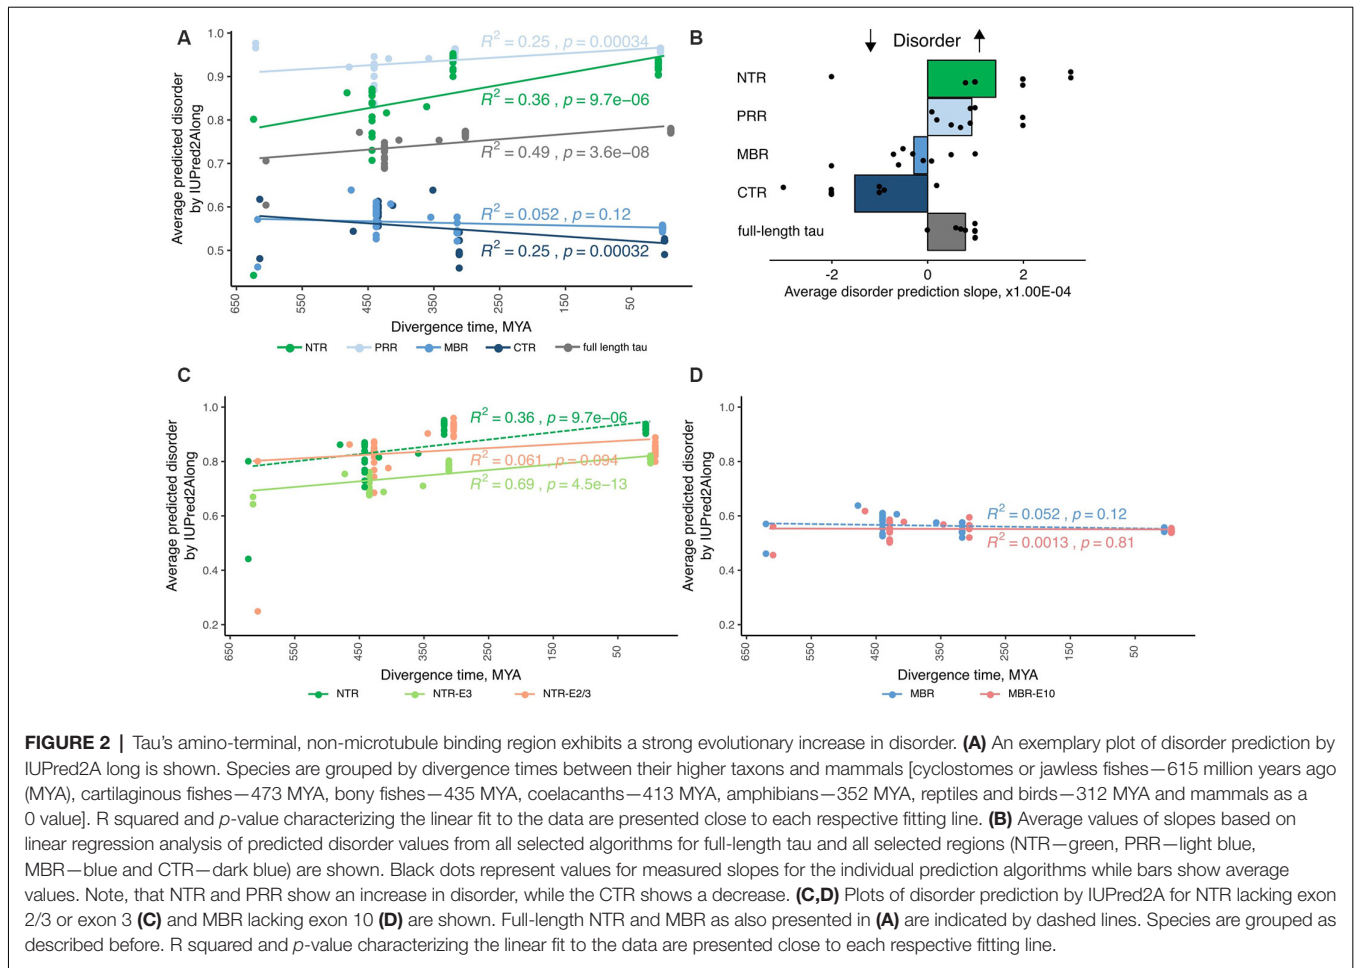 A
B
1.0
0.9
0.8
0.7
0.6
0.5
Average predicted disorder
by IUPred2Along
R² = 0.25 , p = 0.00034
R² = 0.36 , p = 9.7e−06
R² = 0.49 , p = 3.6e−08
R² = 0.052 , p = 0.12
R² = 0.25 , p = 0.00032
650
550
450
350
250
150
50
Divergence time, MYA
NTR PRR MBR CTR full length tau
Disorder
NTR
PRR
MBR
CTR
full-length tau
-2 0 2
Average disorder prediction slope, x1.00E-04
C
D
1.0
0.8
0.6
0.4
0.2
Average predicted disorder
by IUPred2Along
R² = 0.36 , p = 9.7e−06
R² = 0.061 , p = 0.094
R² = 0.69 , p = 4.5e−13
650
550
450
350
250
150
50
Divergence time, MYA
NTR NTR-E3 NTR-E2/3
1.0
0.8
0.6
0.4
0.2
Average predicted disorder
by IUPred2Along
R² = 0.052 , p = 0.12
R² = 0.0013 , p = 0.81
650
550
450
350
250
150
50
Divergence time, MYA
MBR MBR-E10
FIGURE 2 | Tau’s amino-terminal, non-microtubule binding region exhibits a strong evolutionary increase in disorder. (A) An exemplary plot of disorder prediction by
IUPred2A long is shown. Species are grouped by divergence times between their higher taxons and mammals [cyclostomes or jawless fishes—615 million years ago
(MYA), cartilaginous fishes—473 MYA, bony fishes—435 MYA, coelacanths—413 MYA, amphibians—352 MYA, reptiles and birds—312 MYA and mammals as a
0 value]. R squared and p-value characterizing the linear fit to the data are presented close to each respective fitting line. (B) Average values of slopes based on
linear regression analysis of predicted disorder values from all selected algorithms for full-length tau and all selected regions (NTR—green, PRR—light blue,
MBR—blue and CTR—dark blue) are shown. Black dots represent values for measured slopes for the individual prediction algorithms while bars show average
values. Note, that NTR and PRR show an increase in disorder, while the CTR shows a decrease. (C,D) Plots of disorder prediction by IUPred2A for NTR lacking exon
2/3 or exon 3 (C) and MBR lacking exon 10 (D) are shown. Full-length NTR and MBR as also presented in (A) are indicated by dashed lines. Species are grouped as
described before. R squared and p-value characterizing the linear fit to the data are presented close to each respective fitting line.